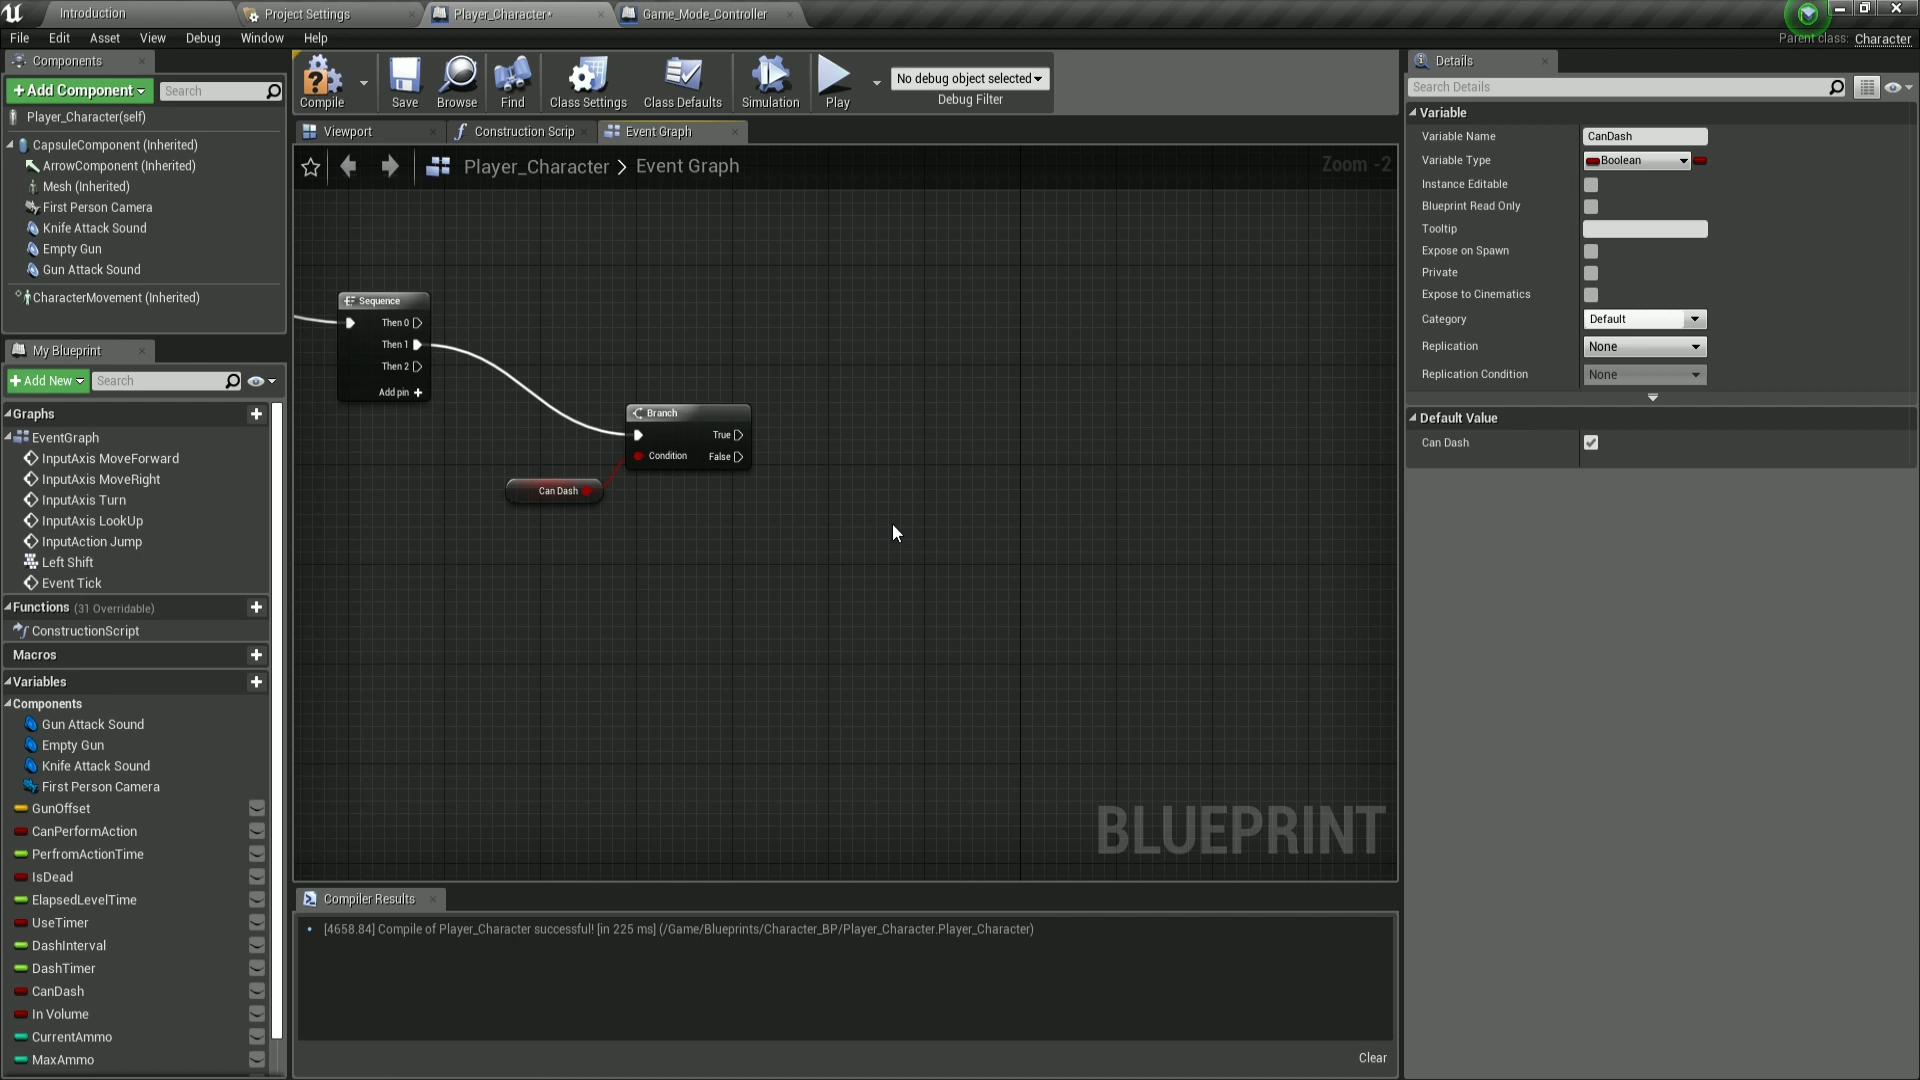 Introduction
Project Settings
Player_Character*
Game_Mode_Controller
File Edit Asset View Debug Window Help
Parent class: Character
Components
+Add Component
Search
Player_Character(self)
CapsuleComponent (Inherited)
ArrowComponent (Inherited)
Mesh (Inherited)
First Person Camera
Knife Attack Sound
Empty Gun
Gun Attack Sound
CharacterMovement (Inherited)
My Blueprint
+Add New
Search
Graphs
EventGraph
InputAxis MoveForward
InputAxis MoveRight
InputAxis Turn
InputAxis LookUp
InputAction Jump
Left Shift
Event Tick
Functions (31 Overridable)
ConstructionScript
Macros
Variables
Components
Gun Attack Sound
Empty Gun
Knife Attack Sound
First Person Camera
GunOffset
CanPerformAction
PerfromActionTime
IsDead
ElapsedLevelTime
UseTimer
DashInterval
DashTimer
CanDash
In Volume
CurrentAmmo
MaxAmmo
Compile
Save
Browse
Find
Class Settings
Class Defaults
Simulation
Play
No debug object selected
Debug Filter
Viewport
Construction Scrip
Event Graph
Player_Character > Event Graph
Zoom -2
Sequence
Then 0
Then 1
Then 2
Add pin +
Branch
True
Condition False
Can Dash
BLUEPRINT
Compiler Results
[4658.84] Compile of Player_Character successful! [in 225 ms] (/Game/Blueprints/Character_BP/Player_Character.Player_Character)
Clear
Details
Search Details
Variable
Variable Name CanDash
Variable Type Boolean
Instance Editable
Blueprint Read Only
Tooltip
Expose on Spawn
Private
Expose to Cinematics
Category Default
Replication None
Replication Condition None
Default Value
Can Dash